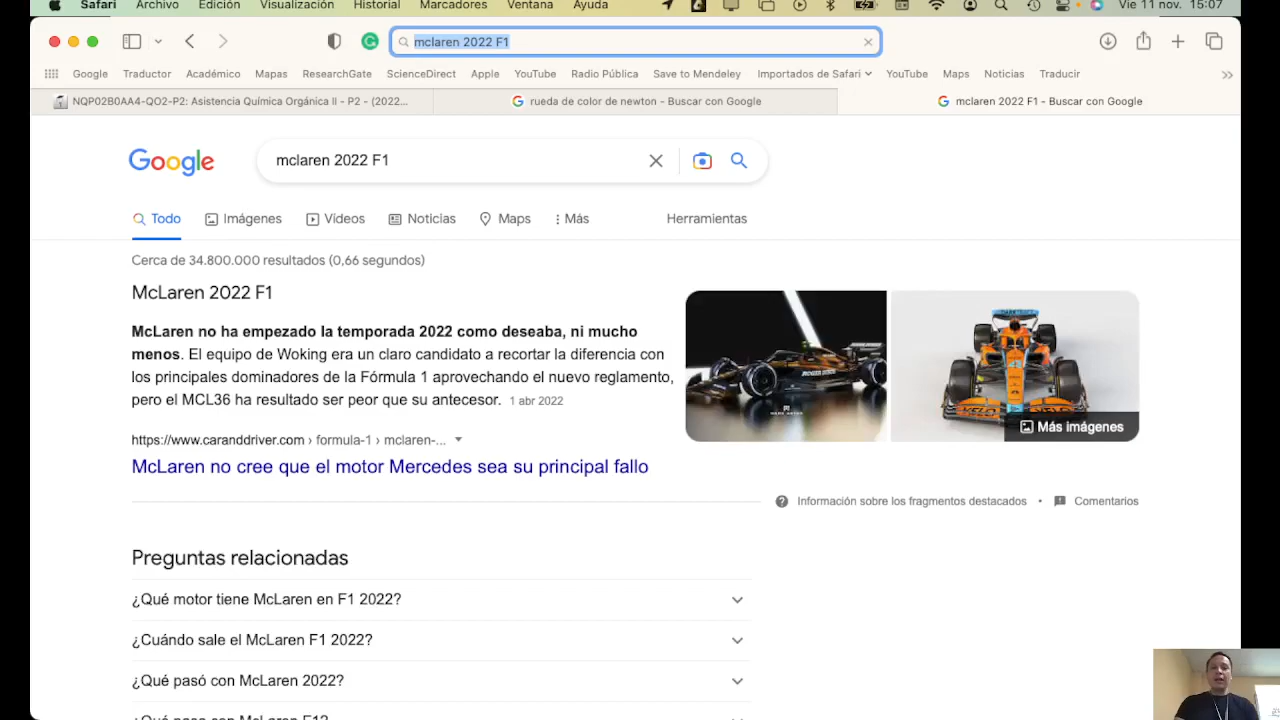 Safari Archivo Edición Visualización Historial Marcadores Ventana Ayuda Vie 11 nov. 15:07
mclaren 2022 F1
Google Traductor Académico Mapas ResearchGate ScienceDirect Apple YouTube Radio Pública Save to Mendeley Importados de Safari YouTube Maps Noticias Traducir
NQP02B0AA4-QO2-P2: Asistencia Química Orgánica II - P2 - (2022... rueda de color de newton - Buscar con Google mclaren 2022 F1 - Buscar con Google
Google mclaren 2022 F1
Todo Imágenes Vídeos Noticias Maps Más Herramientas
Cerca de 34.800.000 resultados (0,66 segundos)
McLaren 2022 F1
McLaren no ha empezado la temporada 2022 como deseaba, ni mucho
menos. El equipo de Woking era un claro candidato a recortar la diferencia con
los principales dominadores de la Fórmula 1 aprovechando el nuevo reglamento,
pero el MCL36 ha resultado ser peor que su antecesor. 1 abr 2022
Más imágenes
https://www.caranddriver.com › formula-1 › mclaren-...
McLaren no cree que el motor Mercedes sea su principal fallo
Información sobre los fragmentos destacados • Comentarios
Preguntas relacionadas
¿Qué motor tiene McLaren en F1 2022?
¿Cuándo sale el McLaren F1 2022?
¿Qué pasó con McLaren 2022?